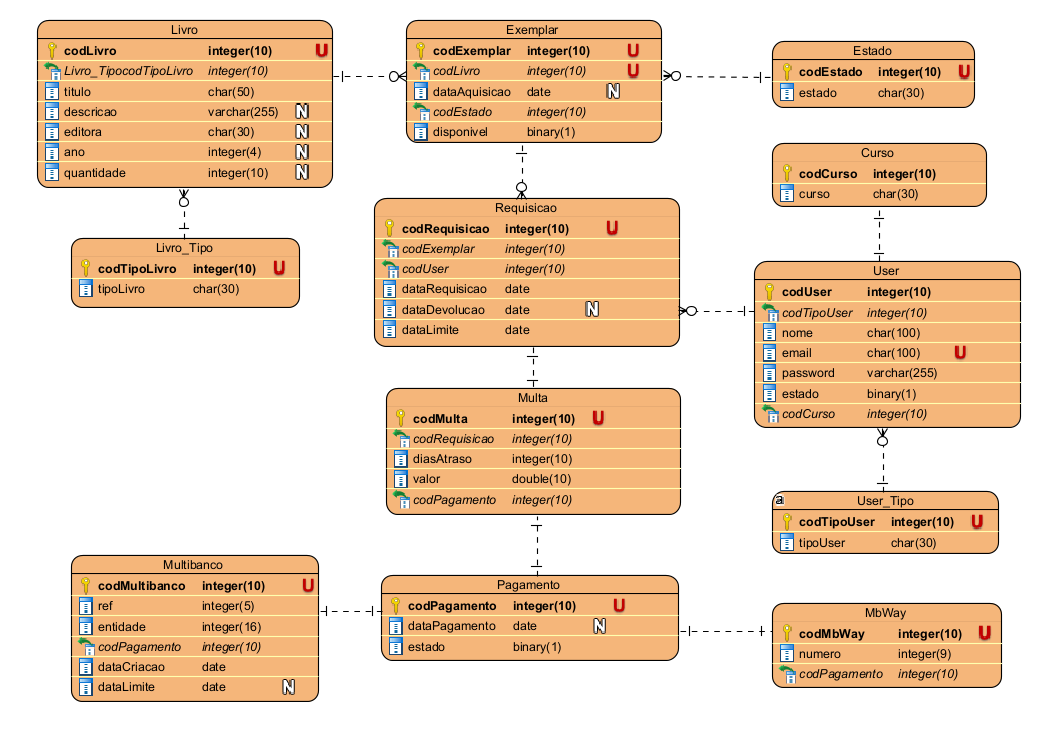 Livro
codLivro integer(10) U
Livro_TipocodTipoLivro integer(10)
titulo char(50)
descricao varchar(255) N
editora char(30) N
ano integer(4) N
quantidade integer(10) N
Exemplar
codExemplar integer(10) U
codLivro integer(10) U
dataAquisicao date N
codEstado integer(10)
disponivel binary(1)
Estado
codEstado integer(10) U
estado char(30)
Curso
codCurso integer(10)
curso char(30)
Livro_Tipo
codTipoLivro integer(10) U
tipoLivro char(30)
Requisicao
codRequisicao integer(10) U
codExemplar integer(10)
codUser integer(10)
dataRequisicao date
dataDevolucao date N
dataLimite date
User
codUser integer(10)
codTipoUser integer(10)
nome char(100)
email char(100) U
password varchar(255)
estado binary(1)
codCurso integer(10)
Multa
codMulta integer(10) U
codRequisicao integer(10)
diasAtraso integer(10)
valor double(10)
codPagamento integer(10)
a User_Tipo
codTipoUser integer(10) U
tipoUser char(30)
Multibanco
codMultibanco integer(10) U
ref integer(5)
entidade integer(16)
codPagamento integer(10)
dataCriacao date
dataLimite date N
Pagamento
codPagamento integer(10) U
dataPagamento date N
estado binary(1)
MbWay
codMbWay integer(10) U
numero integer(9)
codPagamento integer(10)